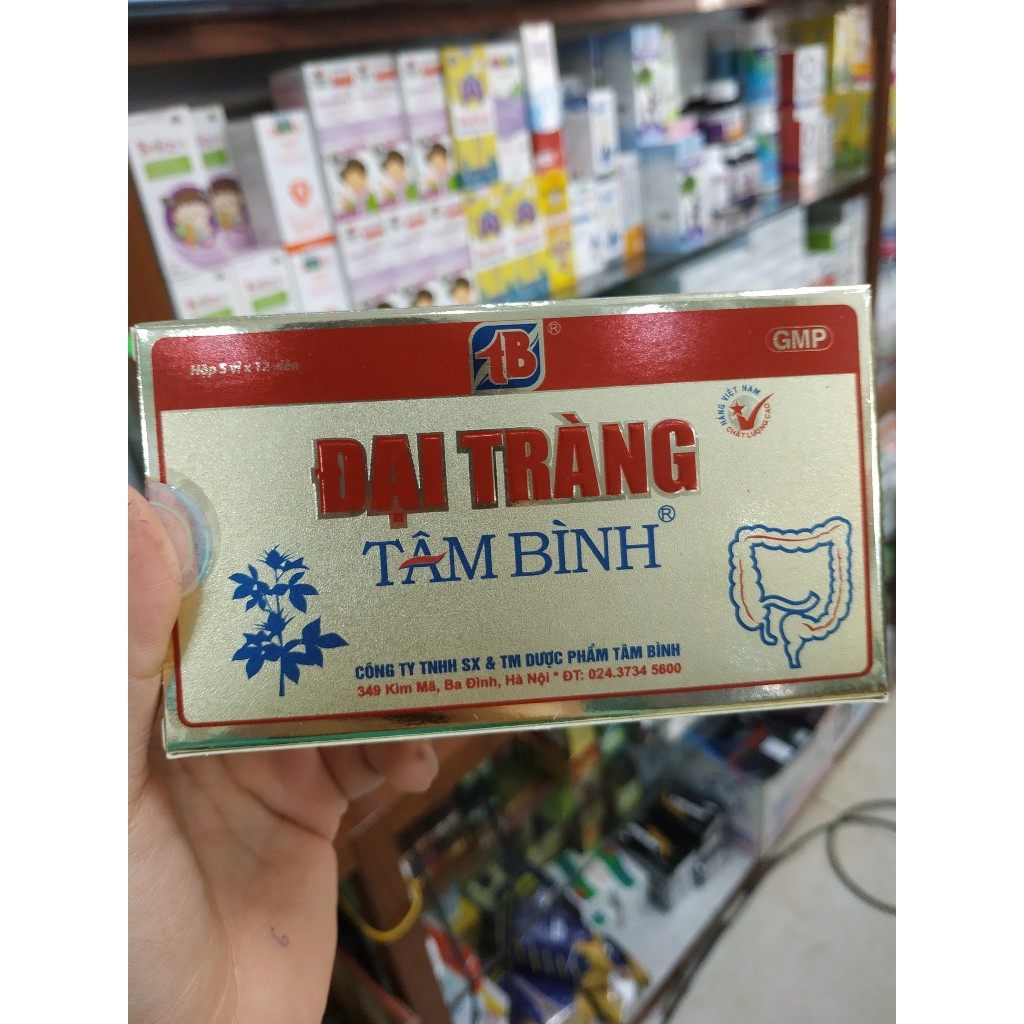 Hộp 5 vỉ x 12 viên
TB®
GMP
HÀNG VIỆT NAM
CHẤT LƯỢNG CAO
ĐẠI TRÀNG
TÂM BÌNH®
CÔNG TY TNHH SX & TM DƯỢC PHẨM TÂM BÌNH
349 Kim Mã, Ba Đình, Hà Nội * ĐT: 024.3734 5600